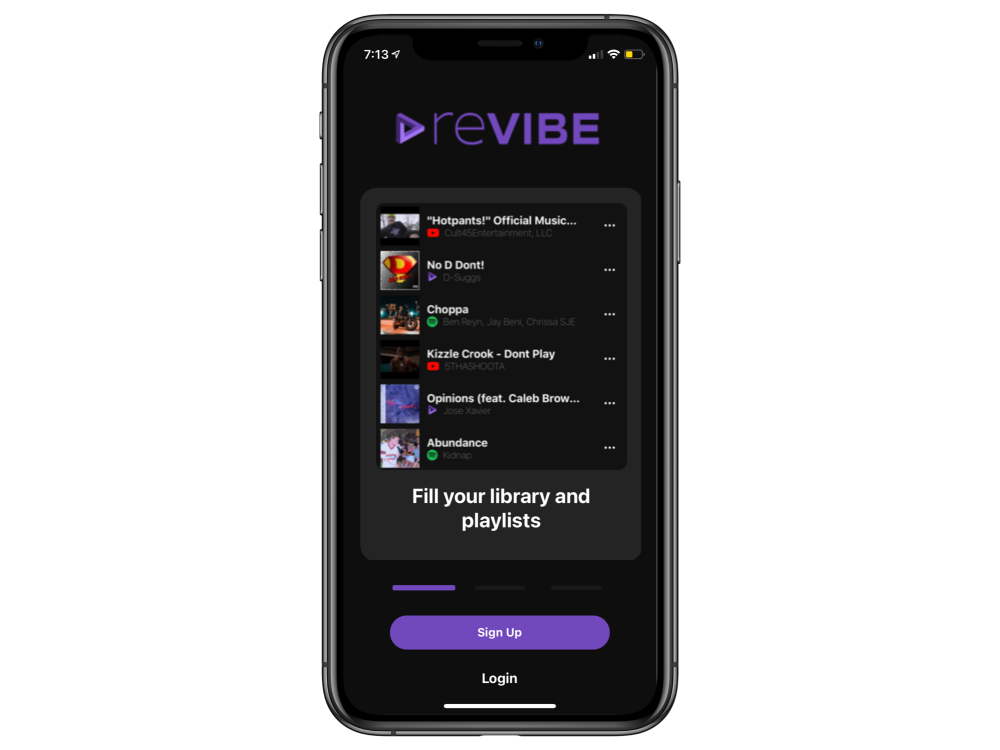 7:13
reVIBE
"Hotpants!" Official Music...
Cult45Entertainment, LLC
No D Dont!
D-Suggs
Choppa
Ben Reyn, Jay Beni, Chrissa SJE
Kizzle Crook - Dont Play
5THASHOOTA
Opinions (feat. Caleb Brow...
Jose Xavier
Abundance
Kidnap
Fill your library and
playlists
Sign Up
Login